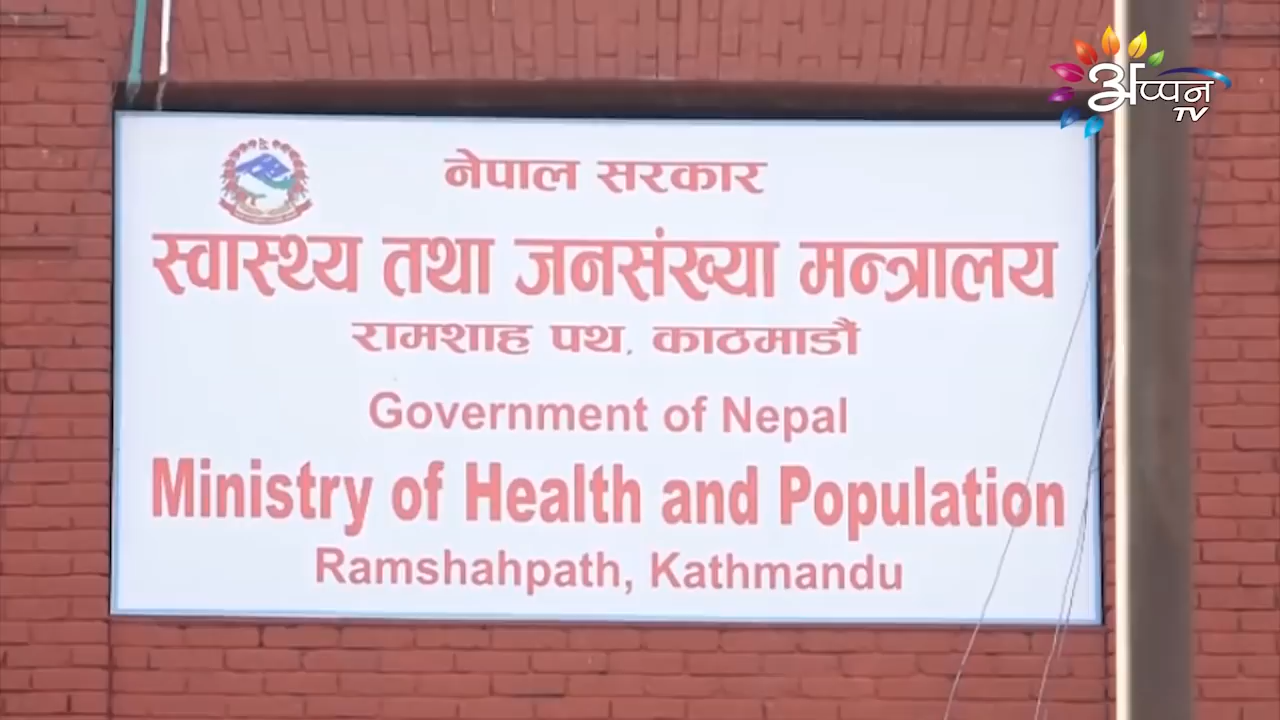 अप्पन
TV
नेपाल सरकार
स्वास्थ्य तथा जनसंख्या मन्त्रालय
रामशाह पथ, काठमाडौं
Government of Nepal
Ministry of Health and Population
Ramshahpath, Kathmandu